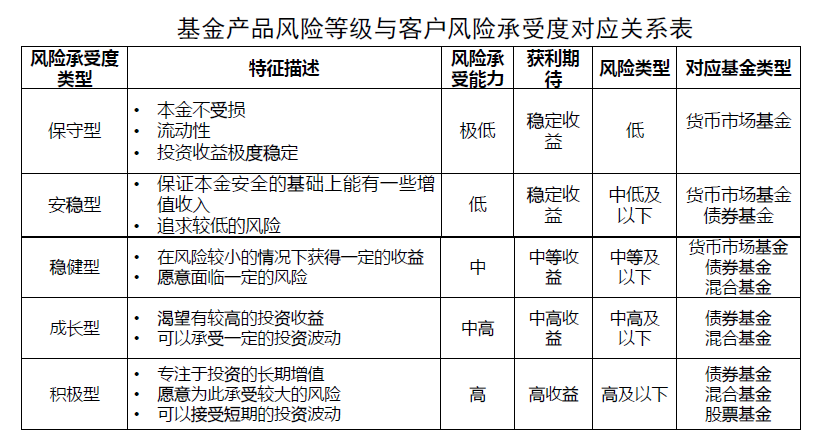 基金产品风险等级与客户风险承受度对应关系表
风险承受度类型 特征描述 风险承受能力 获利期待 风险类型 对应基金类型
保守型
• 本金不受损
• 流动性
• 投资收益极度稳定
极低
稳定收益
低
货币市场基金
安稳型
• 保证本金安全的基础上能有一些增
值收入
• 追求较低的风险
低
稳定收益
中低及以下
货币市场基金
债券基金
稳健型
• 在风险较小的情况下获得一定的收益
• 愿意面临一定的风险
中
中等收益
中等及以下
货币市场基金
债券基金
混合基金
成长型
• 渴望有较高的投资收益
• 可以承受一定的投资波动
中高
中高收益
中高及以下
债券基金
混合基金
积极型
• 专注于投资的长期增值
• 愿意为此承受较大的风险
• 可以接受短期的投资波动
高
高收益
高及以下
债券基金
混合基金
股票基金